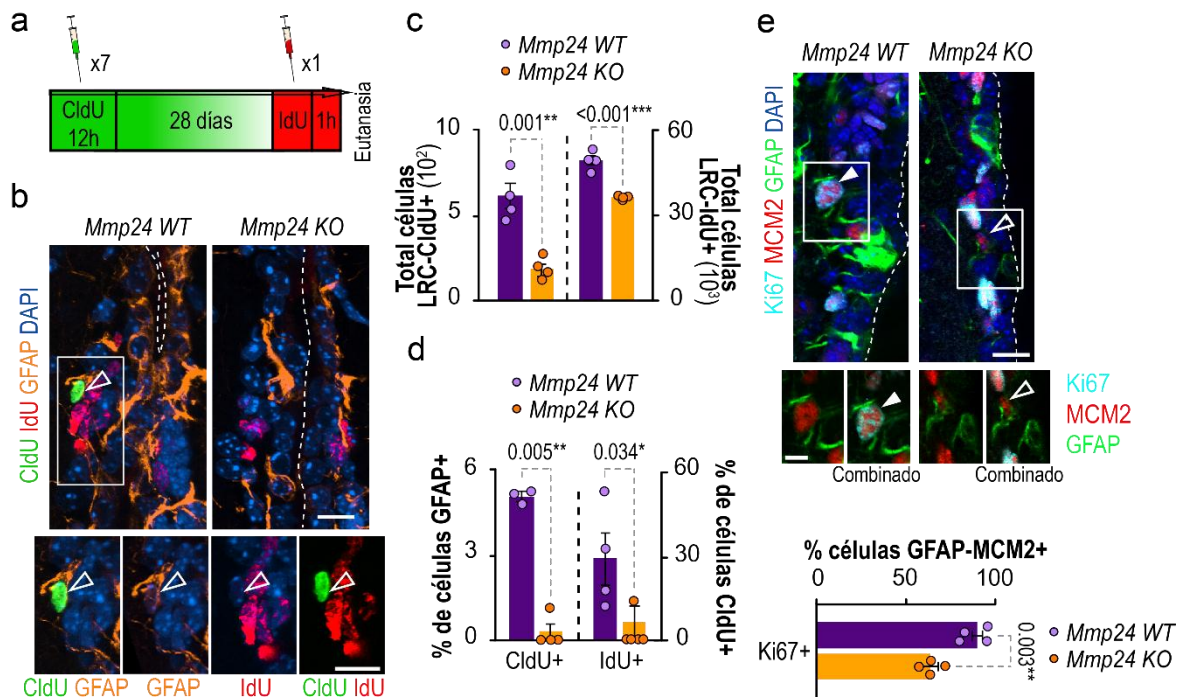 a
x7
x1
CldU
12h
28 días
IdU
1h
Eutanasia
b
Mmp24 WT
Mmp24 KO
CldU IdU GFAP DAPI
CldU GFAP
GFAP
IdU
CldU IdU
c
Mmp24 WT
Mmp24 KO
0.001**
<0.001***
Total células
LRC-CldU+ (10²)
10
5
0
60
30
0
Total células
LRC-IdU+ (10³)
d
Mmp24 WT
Mmp24 KO
0.005**
0.034*
% de células GFAP+
6
3
0
60
30
0
% de células CldU+
CldU+
IdU+
e
Mmp24 WT
Mmp24 KO
Ki67 MCM2 GFAP DAPI
Ki67
MCM2
GFAP
Combinado
Combinado
% células GFAP-MCM2+
0
50
100
Ki67+
0.003**
Mmp24 WT
Mmp24 KO